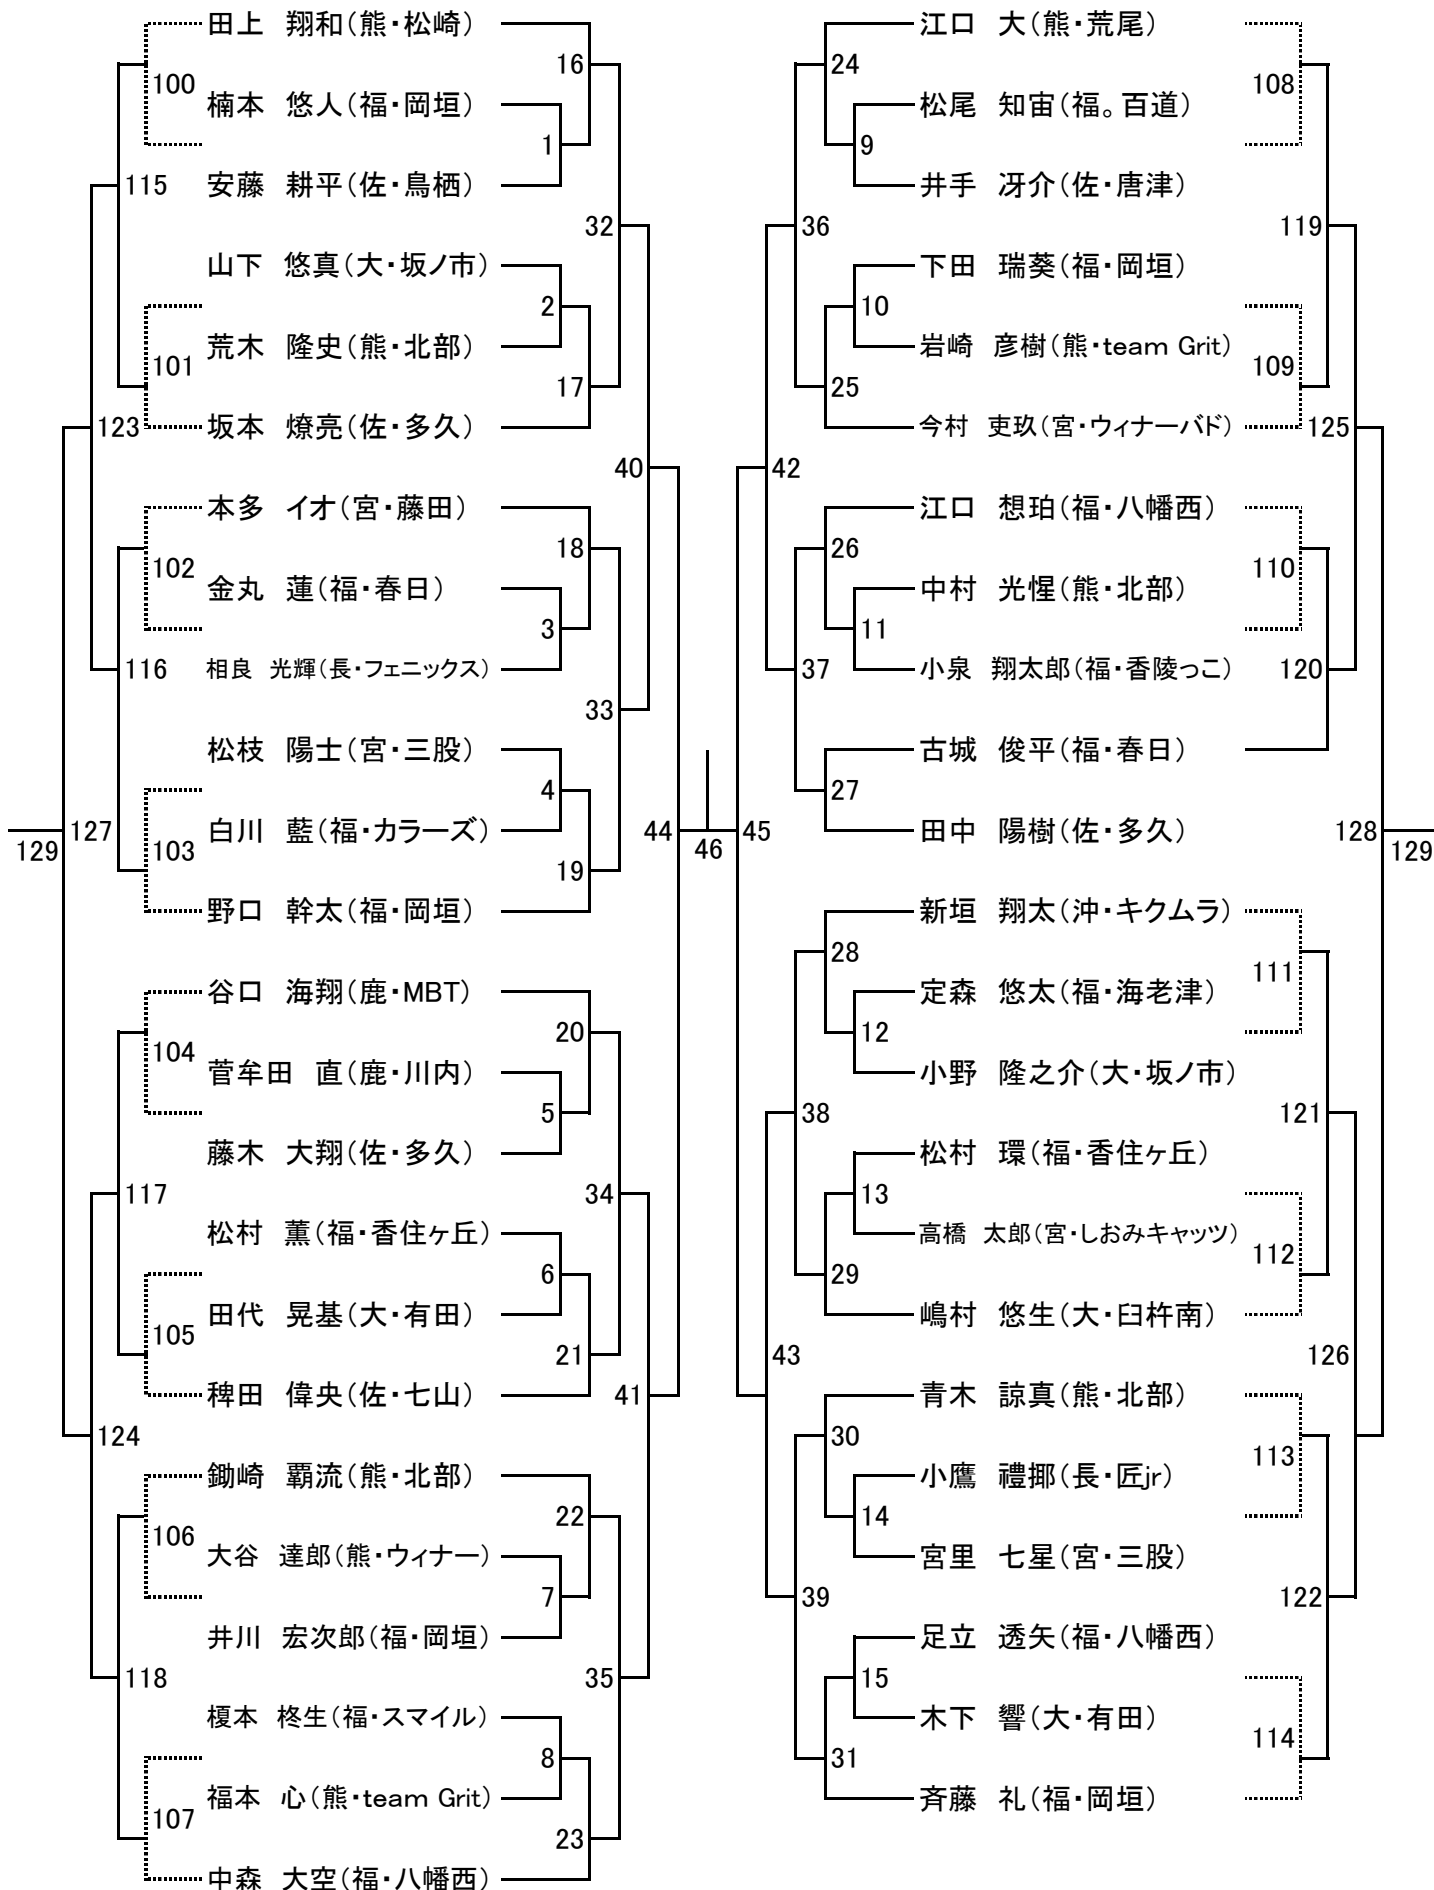 田上　翔和（熊・松崎）
16
100
楠本　悠人（福・岡垣）
1
115
安藤　耕平（佐・鳥栖）
32
山下　悠真（大・坂ノ市）
2
荒木　隆史（熊・北部）
101
17
123
坂本　燎亮（佐・多久）
40
本多　イオ（宮・藤田）
18
102
金丸　蓮（福・春日）
3
116
相良　光輝（長・フェニックス）
33
松枝　陽士（宮・三股）
4
127
白川　藍（福・カラーズ）
44
129
103
19
野口　幹太（福・岡垣）
谷口　海翔（鹿・MBT）
20
104
菅牟田　直（鹿・川内）
5
藤木　大翔（佐・多久）
117
34
松村　薫（福・香住ヶ丘）
6
田代　晃基（大・有田）
105
21
稗田　偉央（佐・七山）
41
124
鋤崎　覇流（熊・北部）
22
106
大谷　達郎（熊・ウィナー）
7
井川　宏次郎（福・岡垣）
118
35
榎本　柊生（福・スマイル）
8
福本　心（熊・team Grit）
107
23
中森　大空（福・八幡西）
46
江口　大（熊・荒尾）
24
108
松尾　知宙（福。百道）
9
井手　冴介（佐・唐津）
36
119
下田　瑞葵（福・岡垣）
10
岩崎　彦樹（熊・team Grit）
109
25
今村　吏玖（宮・ウィナーバド）
125
42
江口　想珀（福・八幡西）
26
110
中村　光惺（熊・北部）
11
小泉　翔太郎（福・香陵っこ）
37
120
古城　俊平（福・春日）
27
45
田中　陽樹（佐・多久）
128
129
新垣　翔太（沖・キクムラ）
28
111
定森　悠太（福・海老津）
12
小野　隆之介（大・坂ノ市）
38
121
松村　環（福・香住ヶ丘）
13
高橋　太郎（宮・しおみキャッツ）
112
29
嶋村　悠生（大・臼杵南）
43
126
青木　諒真（熊・北部）
30
113
小鷹　禮揶（長・匠jr）
14
宮里　七星（宮・三股）
39
122
足立　透矢（福・八幡西）
15
木下　響（大・有田）
114
31
斉藤　礼（福・岡垣）